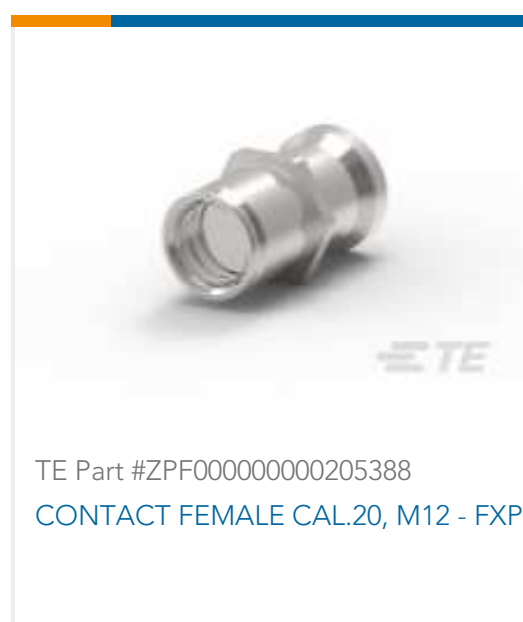 TE
TE Part #ZPF000000000205388
CONTACT FEMALE CAL.20, M12 - FXP